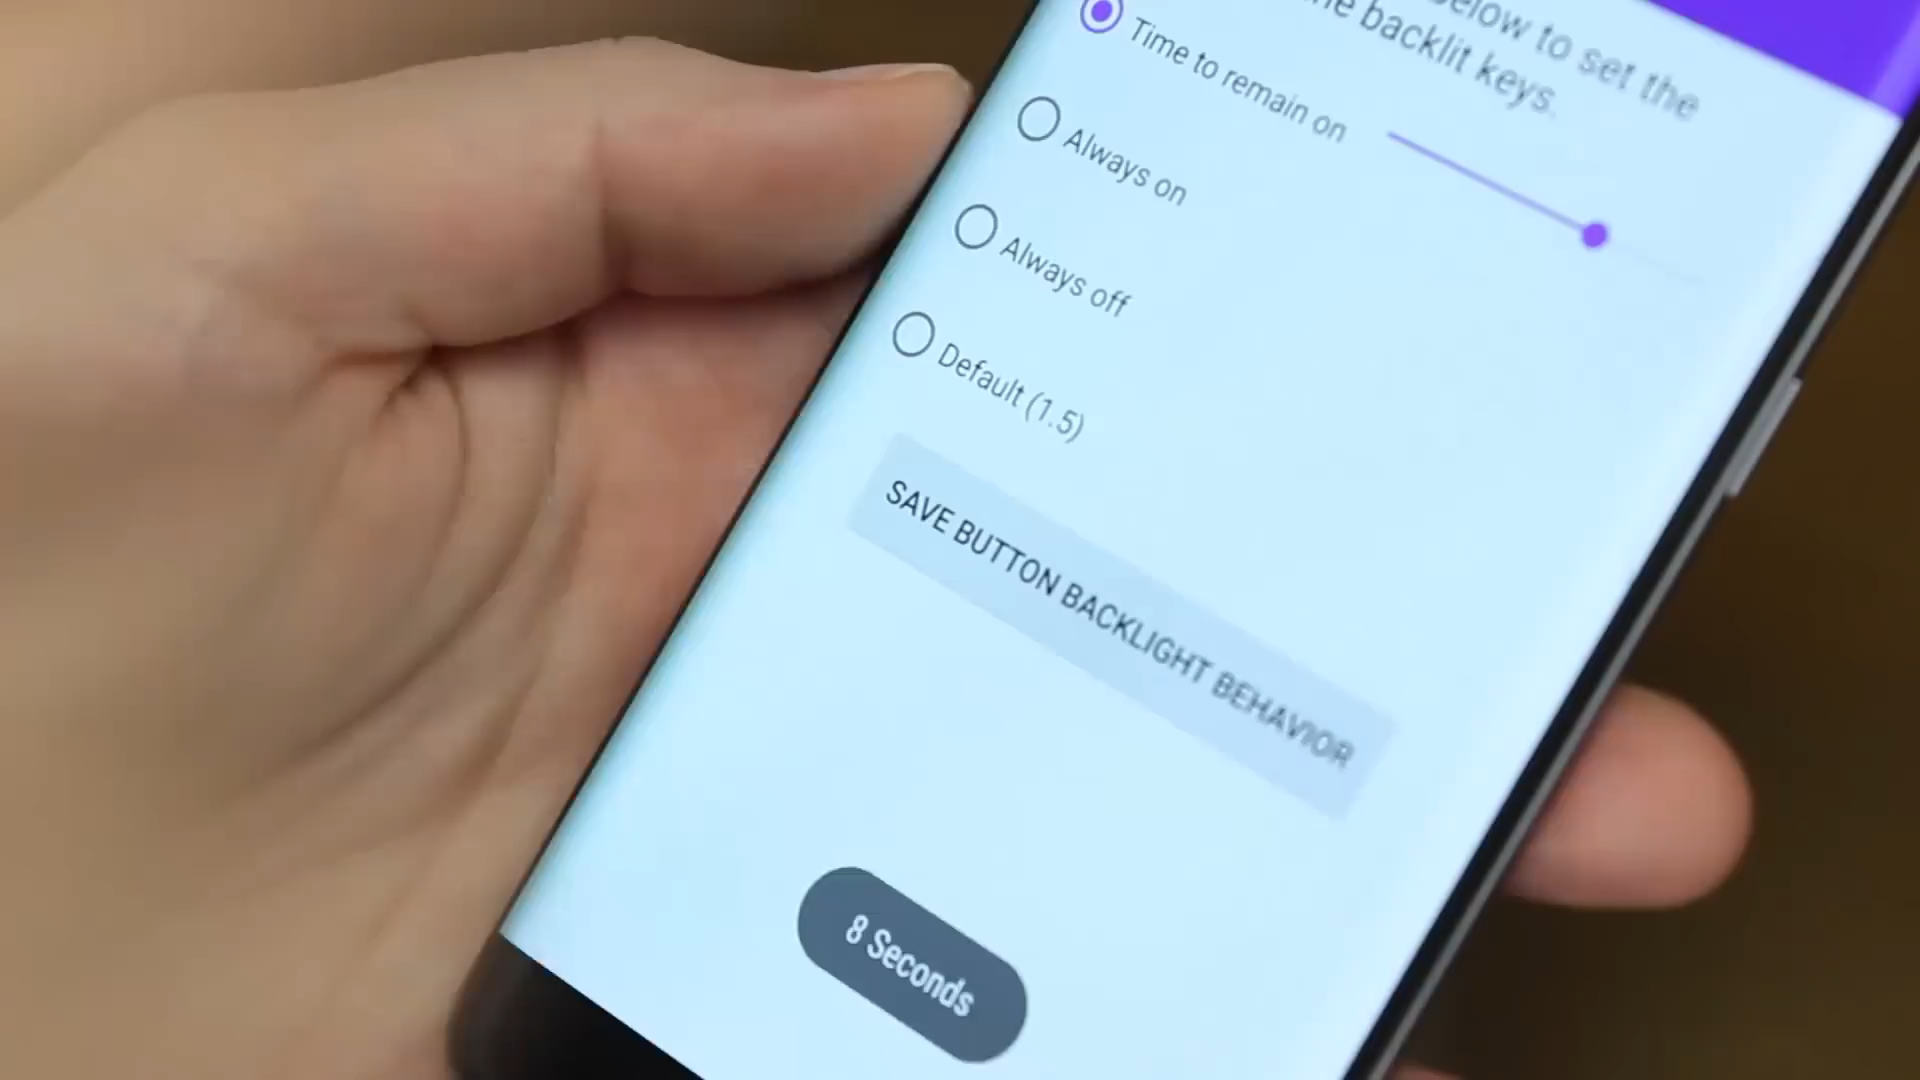 below to set the
the backlit keys.
Time to remain on
Always on
Always off
Default (1.5)
SAVE BUTTON BACKLIGHT BEHAVIOR
8 Seconds